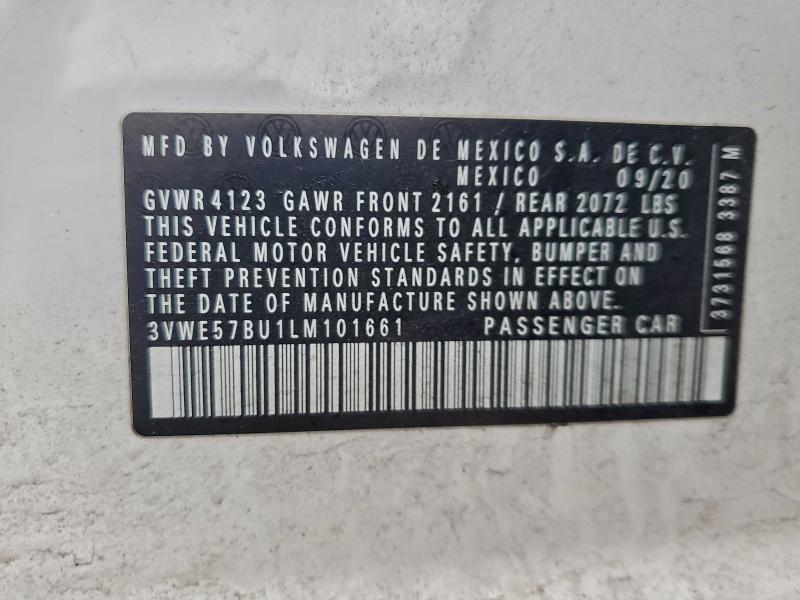 MFD BY VOLKSWAGEN DE MEXICO S.A. DE C.V.
MEXICO 09/20
GVWR 4123 GAWR FRONT 2161 / REAR 2072 LBS
THIS VEHICLE CONFORMS TO ALL APPLICABLE U.S.
FEDERAL MOTOR VEHICLE SAFETY, BUMPER AND
THEFT PREVENTION STANDARDS IN EFFECT ON
THE DATE OF MANUFACTURE SHOWN ABOVE.
3VWE57BU1LM101661 PASSENGER CAR
3731568 3387 M